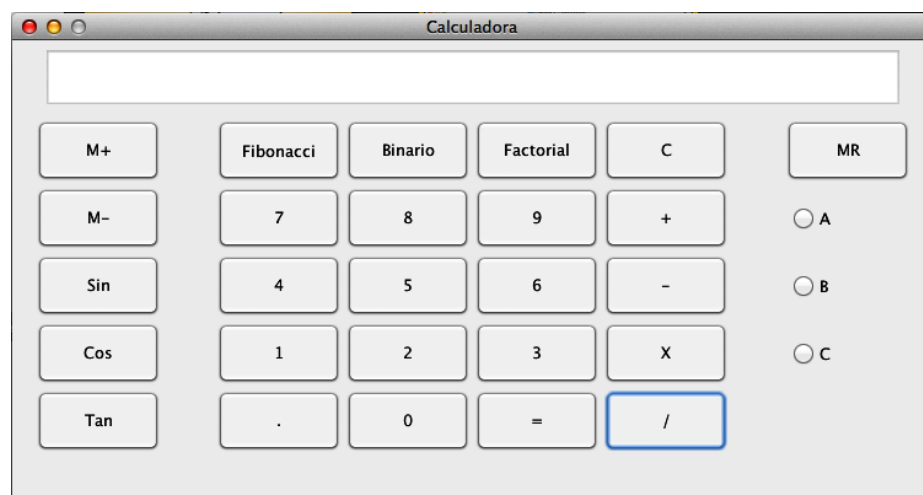 Calculadora
M+ Fibonacci Binario Factorial C MR
M- 7 8 9 + A
Sin 4 5 6 - B
Cos 1 2 3 X C
Tan . 0 = /